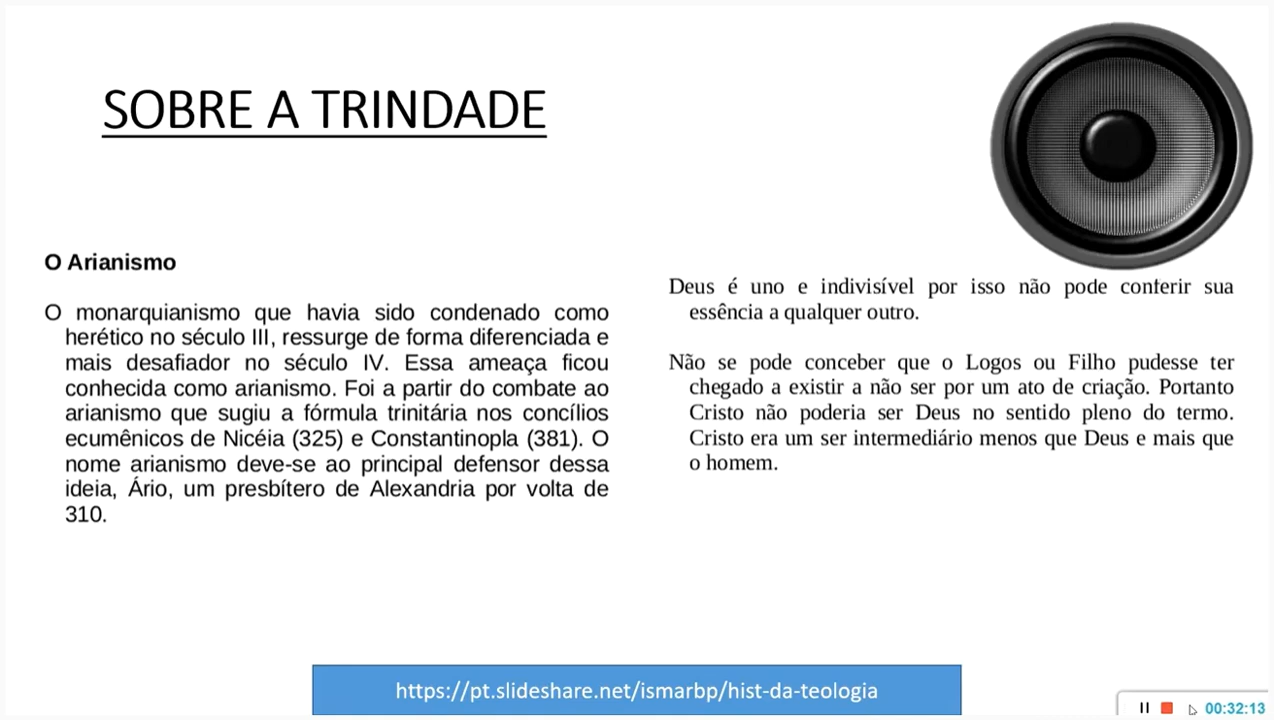 SOBRE A TRINDADE
O Arianismo
O monarquianismo que havia sido condenado como
herético no século III, ressurge de forma diferenciada e
mais desafiador no século IV. Essa ameaça ficou
conhecida como arianismo. Foi a partir do combate ao
arianismo que sugiu a fórmula trinitária nos concílios
ecumênicos de Nicéia (325) e Constantinopla (381). O
nome arianismo deve-se ao principal defensor dessa
ideia, Ário, um presbítero de Alexandria por volta de
310.
Deus é uno e indivisível por isso não pode conferir sua
essência a qualquer outro.
Não se pode conceber que o Logos ou Filho pudesse ter
chegado a existir a não ser por um ato de criação. Portanto
Cristo não poderia ser Deus no sentido pleno do termo.
Cristo era um ser intermediário menos que Deus e mais que
o homem.
https://pt.slideshare.net/ismarbp/hist-da-teologia
00:32:13